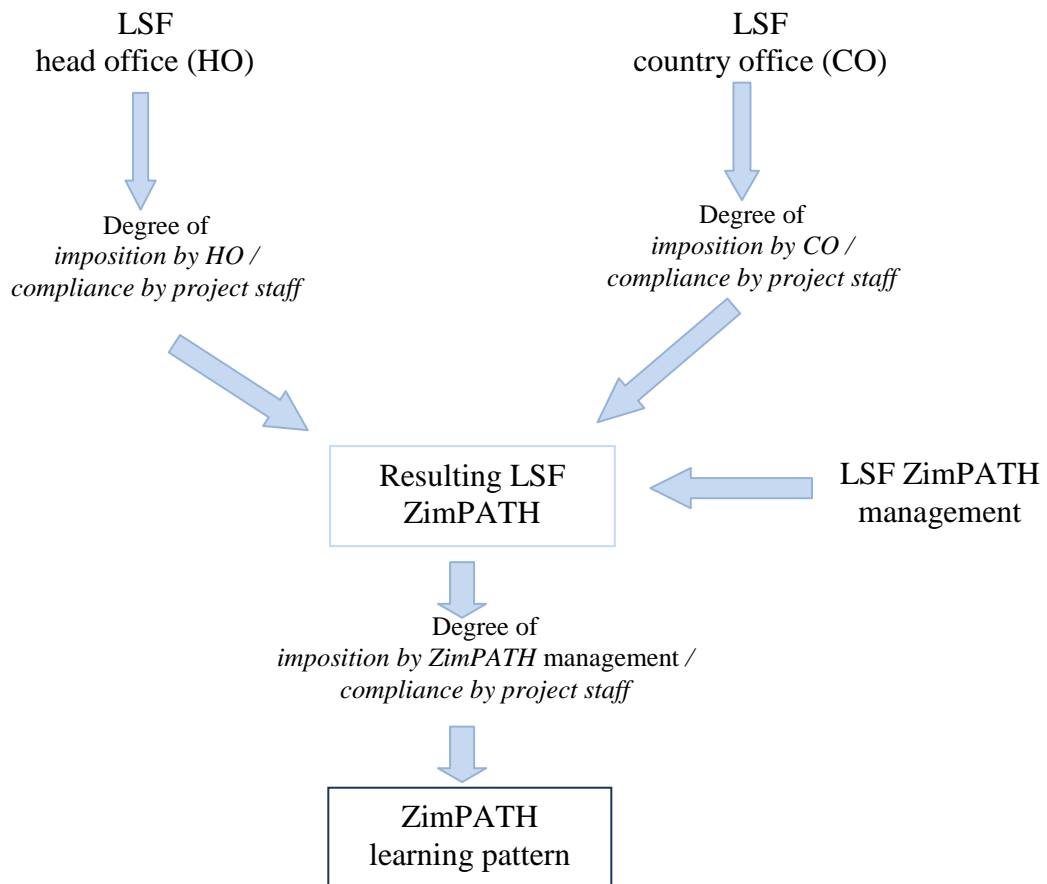 LSF
head office (HO)
LSF
country office (CO)
Degree of
imposition by HO /
compliance by project staff
Degree of
imposition by CO /
compliance by project staff
Resulting LSF
ZimPATH
LSF ZimPATH
management
Degree of
imposition by ZimPATH management /
compliance by project staff
ZimPATH
learning pattern